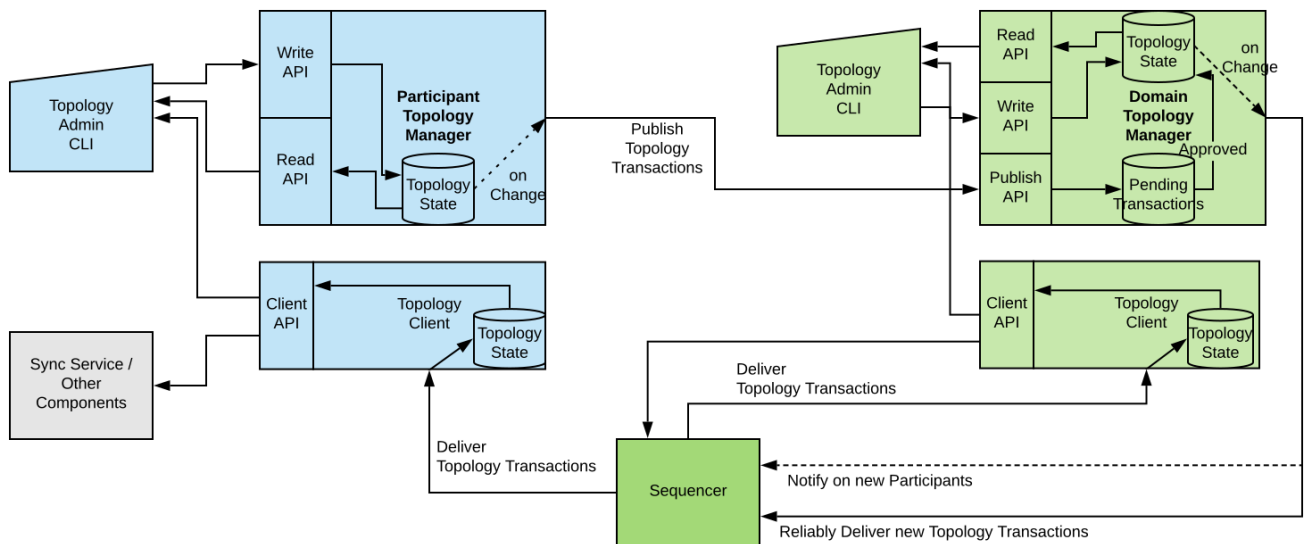 Topology
Admin
CLI
Write
API
Read
API
Participant
Topology
Manager
Topology
State
on
Change
Publish
Topology
Transactions
Topology
Admin
CLI
Read
API
Write
API
Publish
API
Topology
State
on
Change
Domain
Topology
Manager
Approved
Pending
Transactions
Client
API
Topology
Client
Topology
State
Sync Service /
Other
Components
Client
API
Topology
Client
Topology
State
Deliver
Topology Transactions
Deliver
Topology Transactions
Sequencer
Notify on new Participants
Reliably Deliver new Topology Transactions